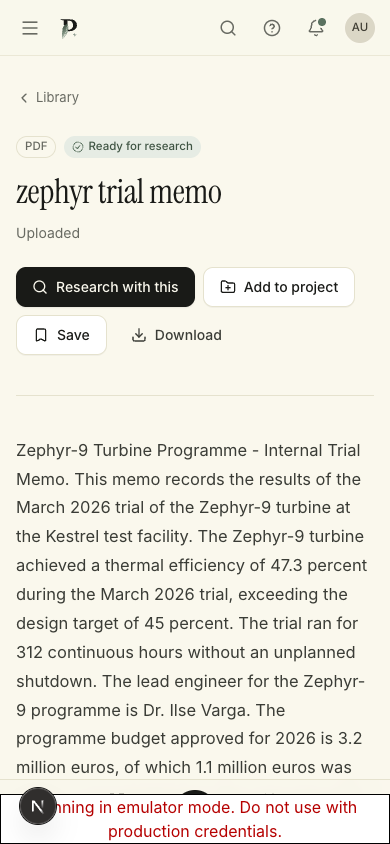 AU
Library
PDF
Ready for research
zephyr trial memo
Uploaded
Research with this
Add to project
Save
Download
Zephyr-9 Turbine Programme - Internal Trial
Memo. This memo records the results of the
March 2026 trial of the Zephyr-9 turbine at
the Kestrel test facility. The Zephyr-9 turbine
achieved a thermal efficiency of 47.3 percent
during the March 2026 trial, exceeding the
design target of 45 percent. The trial ran for
312 continuous hours without an unplanned
shutdown. The lead engineer for the Zephyr-
9 programme is Dr. Ilse Varga. The
programme budget approved for 2026 is 3.2
million euros, of which 1.1 million euros was
N
in emulator mode. Do not use with
production credentials.